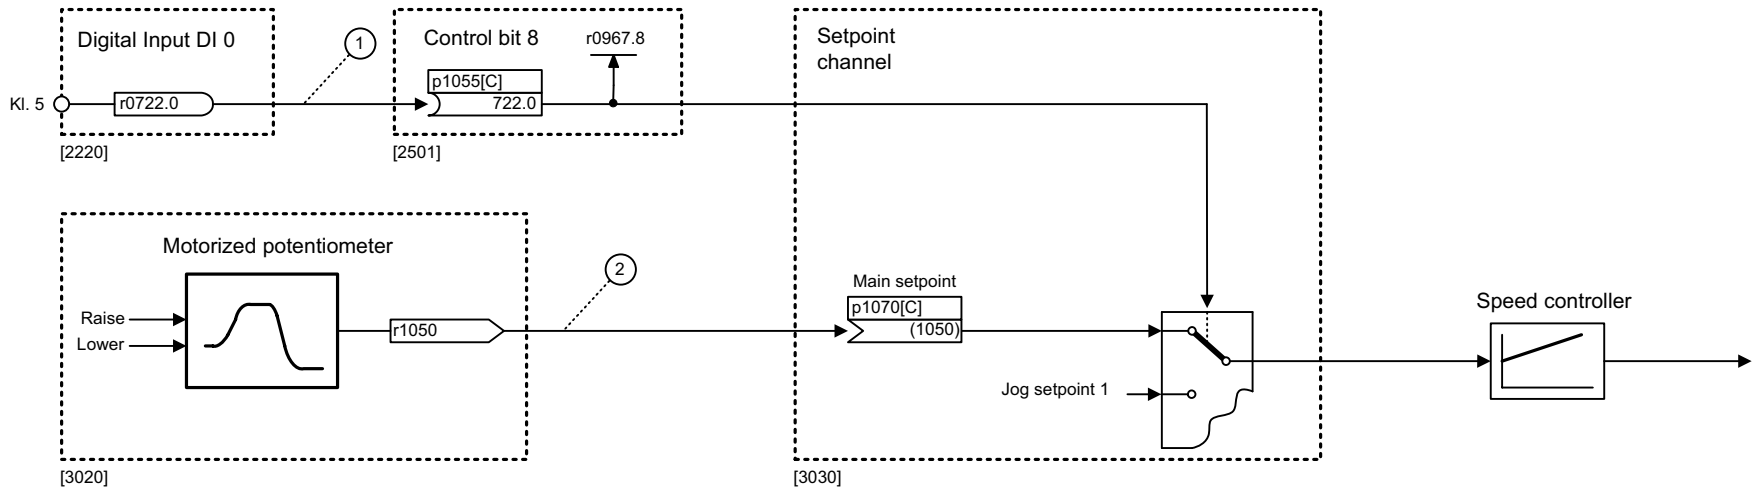 Digital Input DI 0
1
Control bit 8
r0967.8
Setpoint
channel
p1055[C]
Kl. 5
r0722.0
722.0
[2220]
[2501]
Motorized potentiometer
2
Main setpoint
p1070[C]
Speed controller
Raise
r1050
(1050)
Lower
Jog setpoint 1
[3020]
[3030]